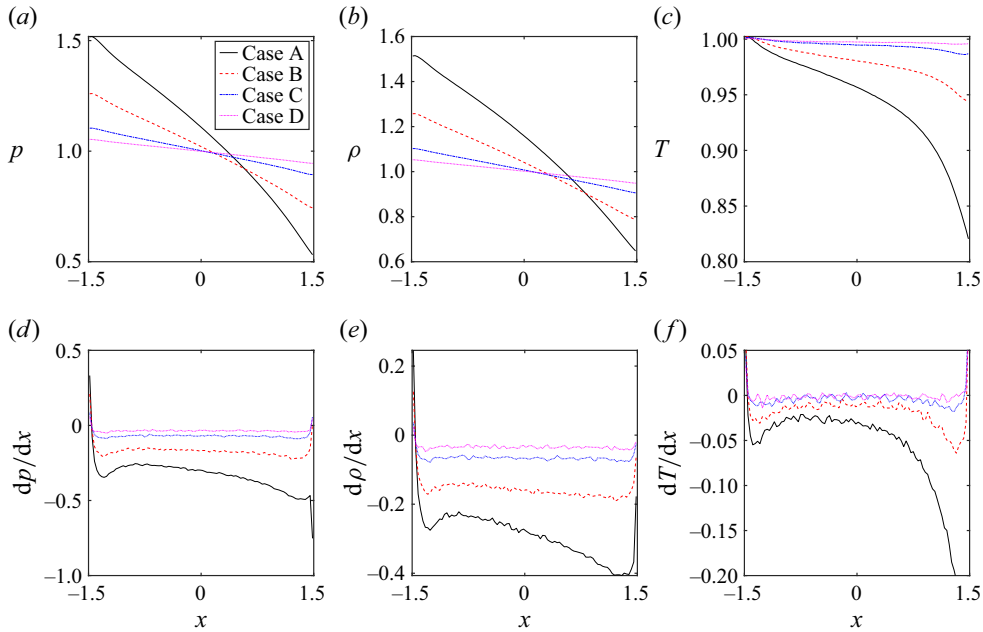 (a)
(b)
(c)
1.5
1.0
0.5
p
Case A
Case B
Case C
Case D
−1.5
0
1.5
1.6
1.4
1.2
1.0
0.8
0.6
ρ
−1.5
0
1.5
1.00
0.95
0.90
0.85
0.80
T
−1.5
0
1.5
(d)
(e)
(f)
0.5
0
−0.5
−1.0
dp/dx
−1.5
0
1.5
x
0.2
0
−0.2
−0.4
dρ/dx
−1.5
0
1.5
x
0.05
0
−0.05
−0.10
−0.15
−0.20
dT/dx
−1.5
0
1.5
x